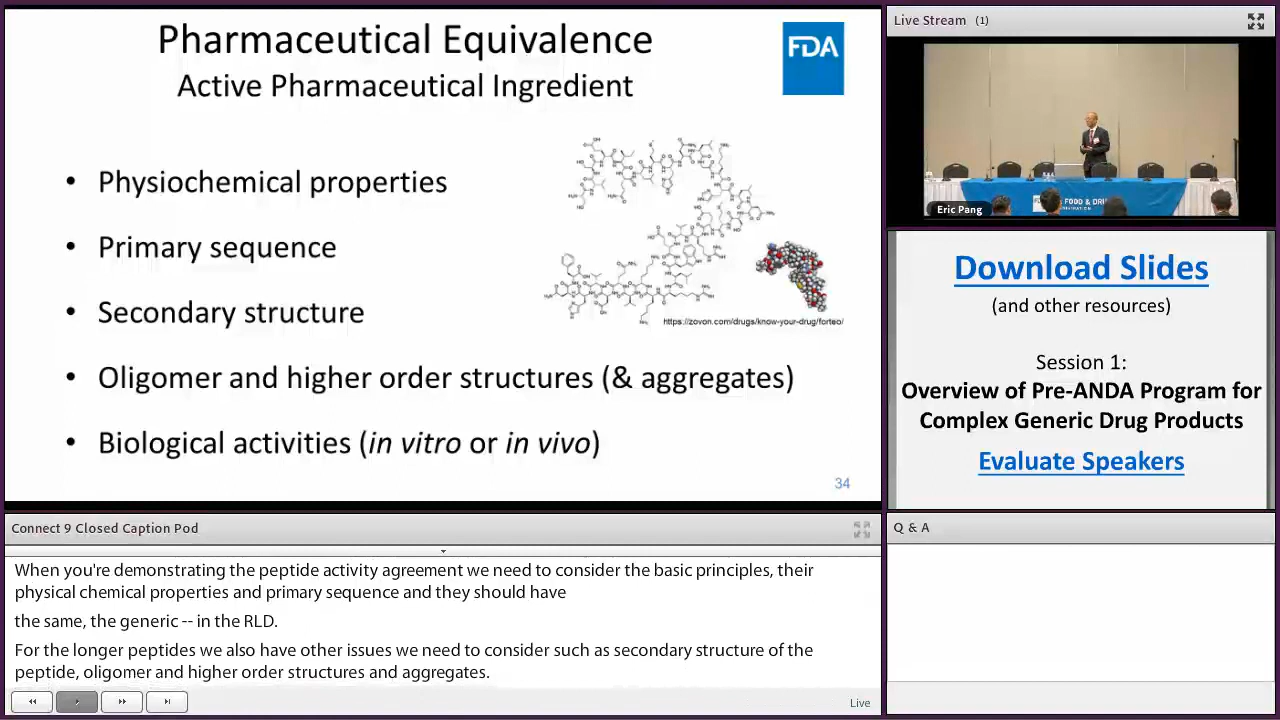 Pharmaceutical Equivalence
Active Pharmaceutical Ingredient
FDA
• Physiochemical properties
• Primary sequence
• Secondary structure
• Oligomer and higher order structures (& aggregates)
• Biological activities (in vitro or in vivo)
https://zovon.com/drugs/know-your-drug/forteo/
34
Live Stream (1)
Eric Pang
Download Slides
(and other resources)
Session 1:
Overview of Pre-ANDA Program for
Complex Generic Drug Products
Evaluate Speakers
Connect 9 Closed Caption Pod
When you're demonstrating the peptide activity agreement we need to consider the basic principles, their
physical chemical properties and primary sequence and they should have
the same, the generic -- in the RLD.
For the longer peptides we also have other issues we need to consider such as secondary structure of the
peptide, oligomer and higher order structures and aggregates.
Live
Q & A